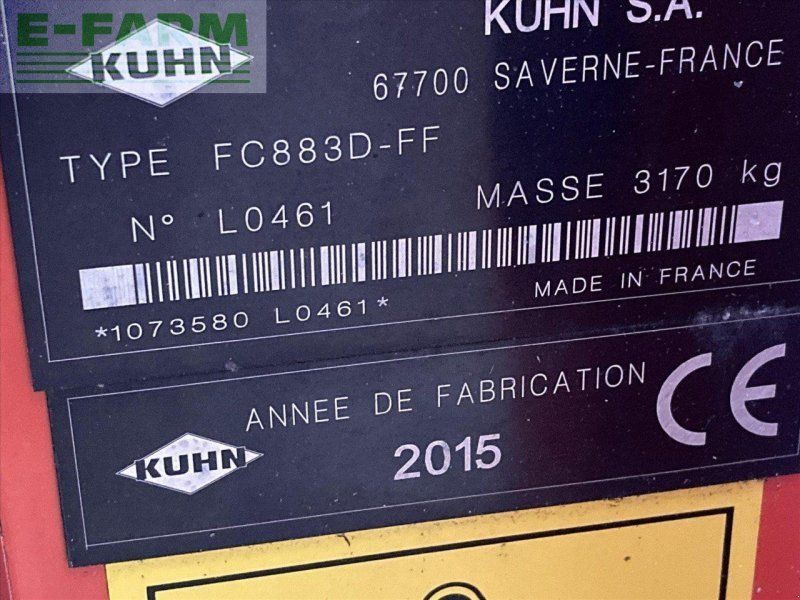 E-FARM
KUHN
KUHN S.A.
67700 SAVERNE-FRANCE
TYPE FC883D-FF
N° L0461
MASSE 3170 kg
*1073580 L0461*
MADE IN FRANCE
KUHN
ANNEE DE FABRICATION
2015
CE